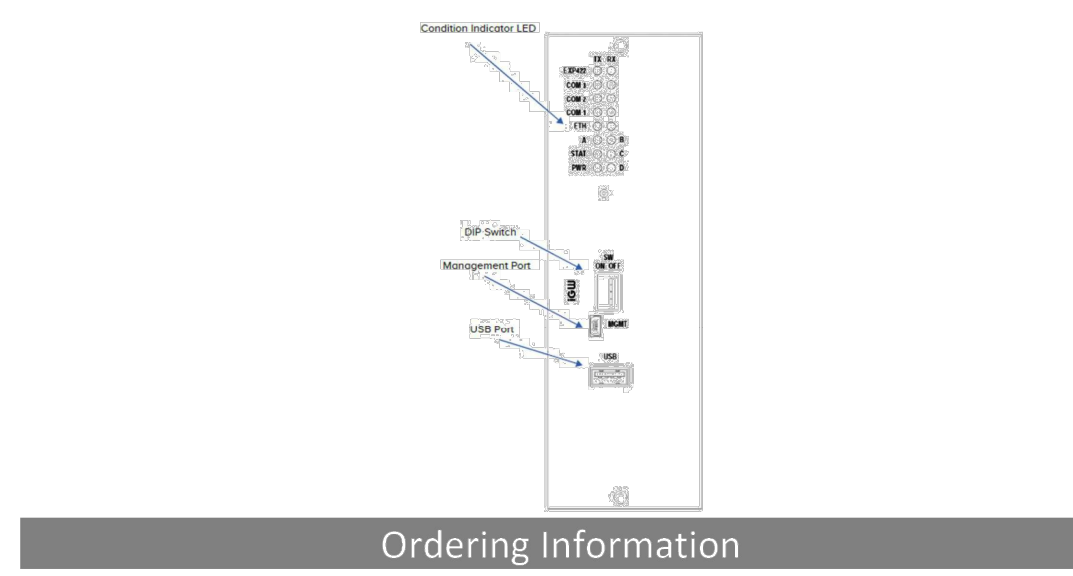 Condition Indicator LED
TX RX
EXP422
COM 3
COM 2
COM 1
ETH
A B
STAT C
PWR D
DIP Switch
SW
ON OFF
Management Port
iGW
MGMT
USB Port
USB
Ordering Information